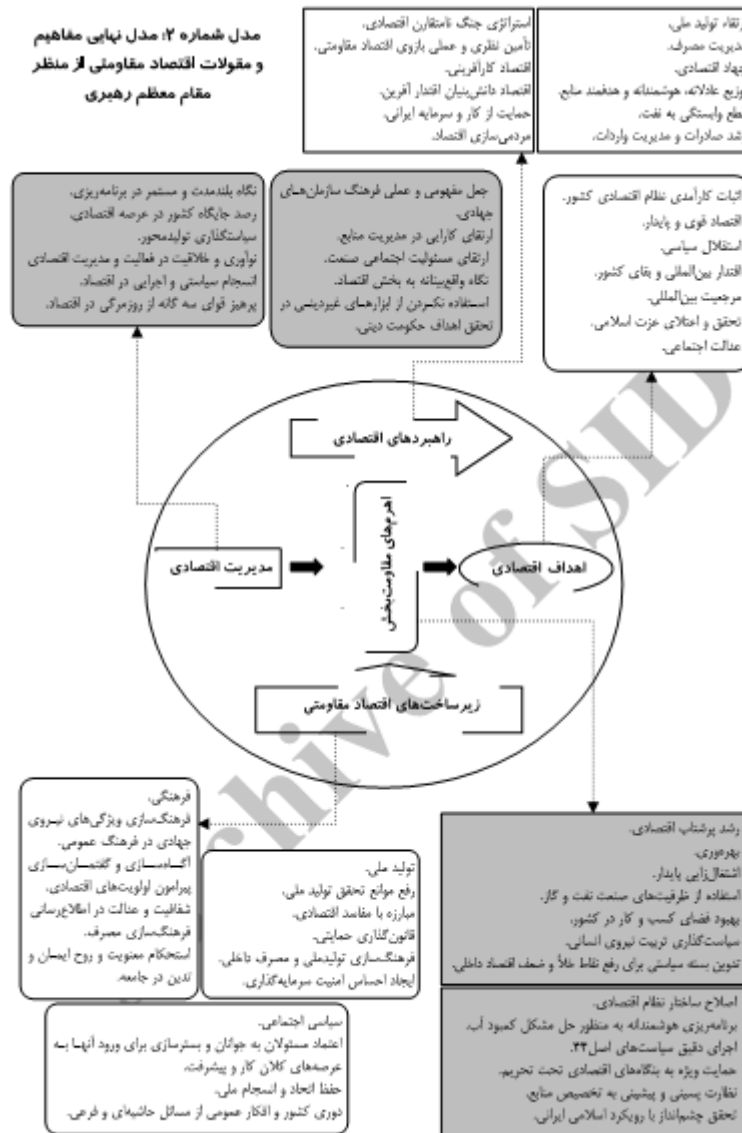 مدل شماره ۲: مدل نهایی مفاهیم
و مقولات اقتصاد مقاومتی از منظر
مقام معظم رهبری
رتقاء تولید ملی.
مدیریت مصرف.
جهاد اقتصادی.
وزیع عادلانه، هوشمندانه و هدفمند منابع.
طع وابستگی به نفت.
شد صادرات و مدیریت واردات.
استراتژی جنگ نامتقارن اقتصادی.
تأمین نظری و عملی بازوی اقتصاد مقاومتی.
اقتصاد کارآفرینی.
اقتصاد دانش‌بنیان اقتدار آفرین.
حمایت از کار و سرمایه ایرانی.
مردمی‌سازی اقتصاد.
اثبات کارآمدی نظام اقتصادی کشور.
اقتصاد قوی و پایدار.
استقلال سیاسی.
اقتدار بین‌المللی و بقای کشور.
مرجعیت بین‌المللی.
تحقق و اعتلای عزت اسلامی.
عدالت اجتماعی.
جعل مفهومی و عملی فرهنگ سازمان‌های
جهادی.
ارتقای کارایی در مدیریت منابع.
ارتقای مسئولیت اجتماعی صنعت.
نگاه واقع‌بینانه به بخش اقتصاد.
استفاده نکردن از ابزارهای غیردینی در
تحقق اهداف حکومت دینی.
نگاه بلندمدت و مستمر در برنامه‌ریزی.
رصد جایگاه کشور در عرصه اقتصادی.
سیاستگذاری تولیدمحور.
نوآوری و خلاقیت در فعالیت و مدیریت اقتصادی
انسجام سیاستی و اجرایی در اقتصاد.
پرهیز قوای سه گانه از روزمرگی در اقتصاد.
راهبردهای اقتصادی
اهداف اقتصادی
اهرم‌های مقاومت‌بخش
مدیریت اقتصادی
زیرساخت‌های اقتصاد مقاومتی
رشد پرشتاب اقتصادی.
بهره‌وری.
اشتغال‌زایی پایدار.
استفاده از ظرفیت‌های صنعت نفت و گاز.
بهبود فضای کسب و کار در کشور.
سیاست‌گذاری تربیت نیروی انسانی.
تدوین بسته سیاستی برای رفع نقاط خلأ و ضعف اقتصاد داخلی.
اصلاح ساختار نظام اقتصادی.
برنامه‌ریزی هوشمندانه به منظور حل مشکل کمبود آب.
اجرای دقیق سیاست‌های اصل۴۴.
حمایت ویژه به بنگاه‌های اقتصادی تحت تحریم.
نظارت پسینی و پیشینی به تخصیص منابع.
تحقق چشم‌انداز با رویکرد اسلامی ایرانی.
تولید ملی.
رفع موانع تحقق تولید ملی.
مبارزه با مفاسد اقتصادی.
قانون‌گذاری حمایتی.
فرهنگ‌سازی تولیدملی و مصرف داخلی.
ایجاد احساس امنیت سرمایه‌گذاری.
فرهنگی.
فرهنگ‌سازی ویژگی‌های نیروی
جهادی در فرهنگ عمومی.
آگاه‌سازی و گفتمان‌سازی
پیرامون اولویت‌های اقتصادی.
شفافیت و عدالت در اطلاع‌رسانی
فرهنگ‌سازی مصرف.
استحکام معنویت و روح ایمان و
تدین در جامعه.
سیاسی اجتماعی.
اعتماد مسئولان به جوانان و بسترسازی برای ورود آنها به
عرصه‌های کلان کار و پیشرفت.
حفظ اتحاد و انسجام ملی.
دوری کشور و افکار عمومی از مسائل حاشیه‌ای و فرعی.
Archive of SID